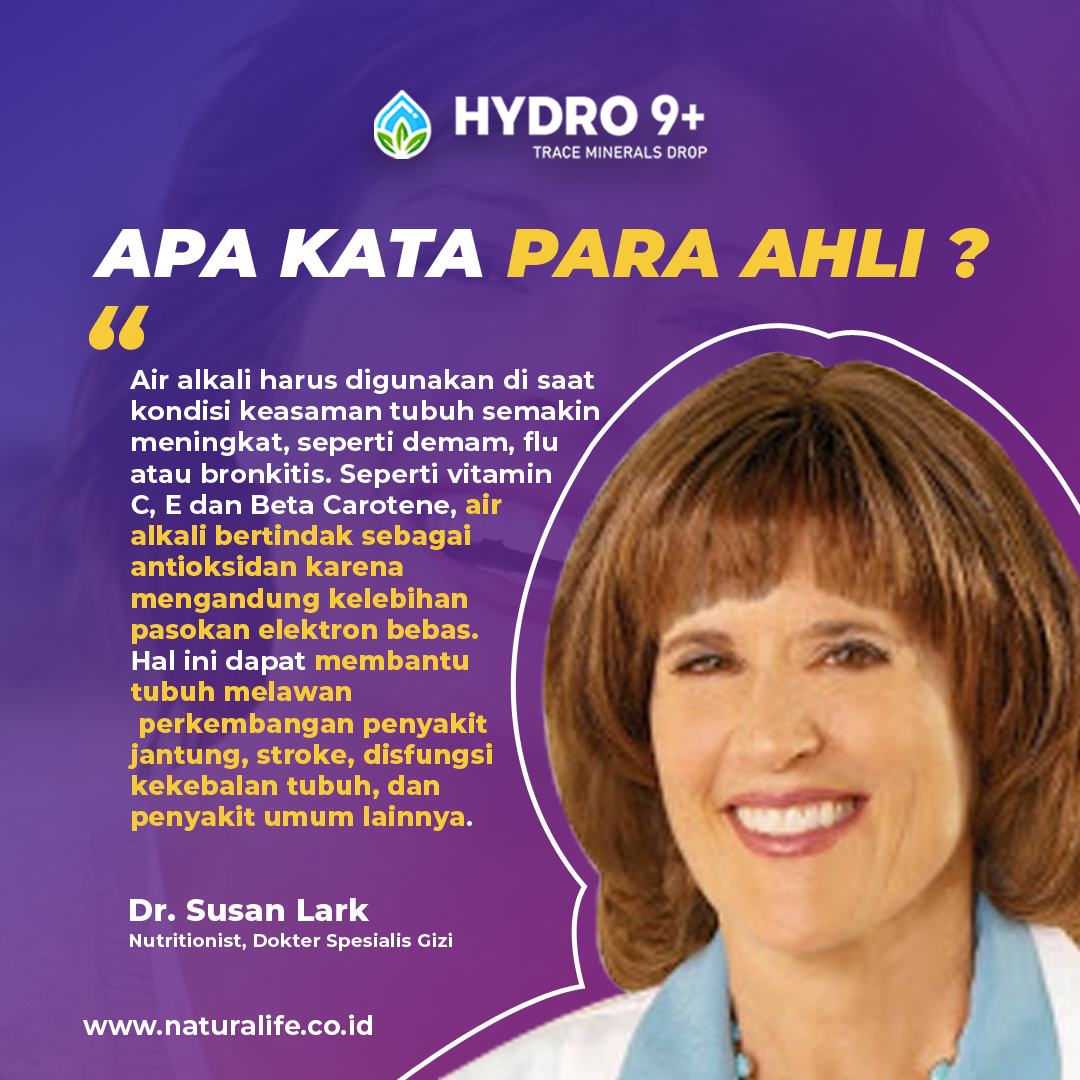 HYDRO 9+
TRACE MINERALS DROP
APA KATA PARA AHLI ?
“
Air alkali harus digunakan di saat
kondisi keasaman tubuh semakin
meningkat, seperti demam, flu
atau bronkitis. Seperti vitamin
C, E dan Beta Carotene, air
alkali bertindak sebagai
antioksidan karena
mengandung kelebihan
pasokan elektron bebas.
Hal ini dapat membantu
tubuh melawan
perkembangan penyakit
jantung, stroke, disfungsi
kekebalan tubuh, dan
penyakit umum lainnya.
Dr. Susan Lark
Nutritionist, Dokter Spesialis Gizi
www.naturalife.co.id